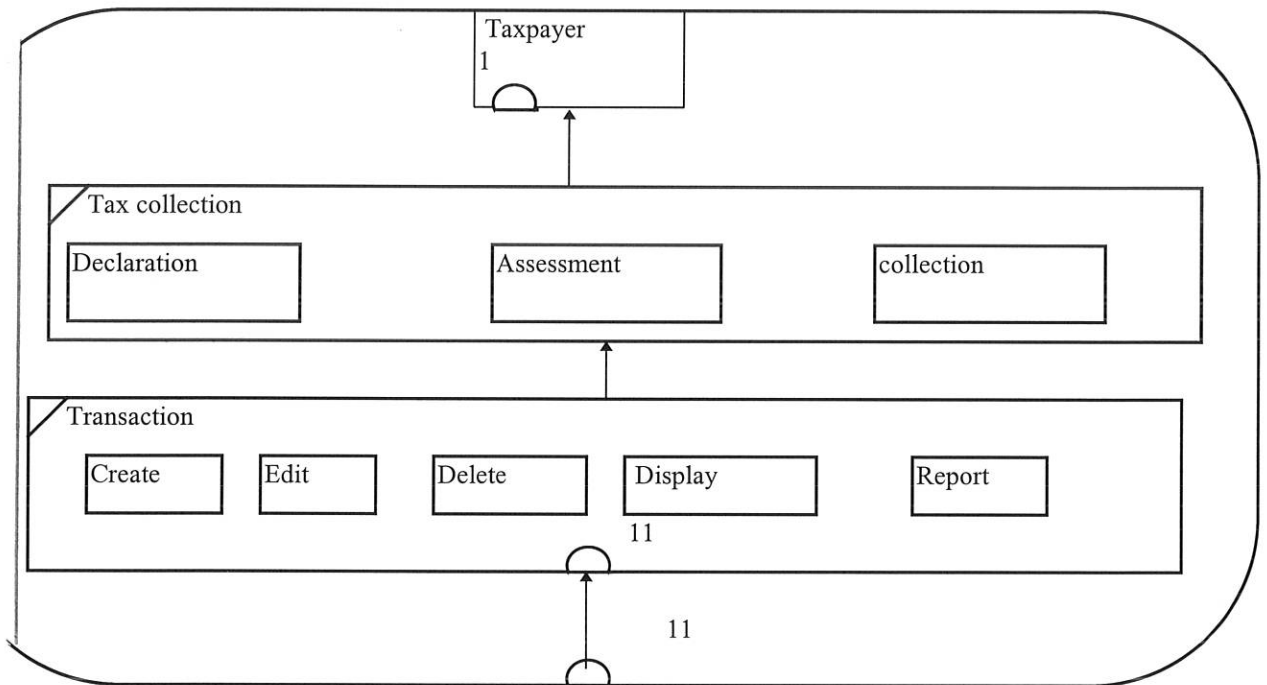 Taxpayer
1
Tax collection
Declaration
Assessment
collection
Transaction
Create
Edit
Delete
Display
Report
11
11